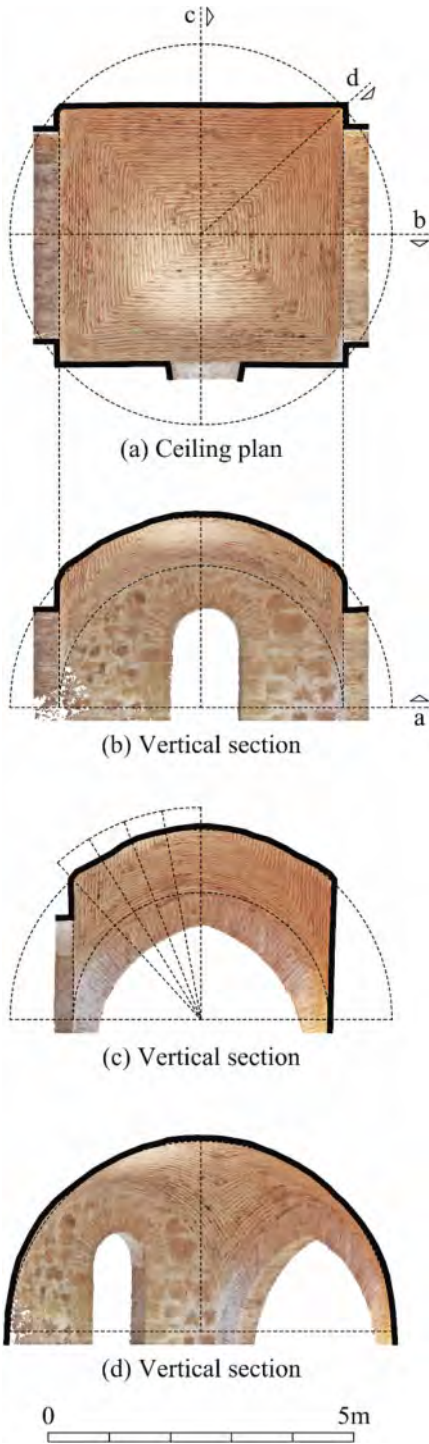 c
d
b
(a) Ceiling plan
a
(b) Vertical section
(c) Vertical section
(d) Vertical section
0 5m